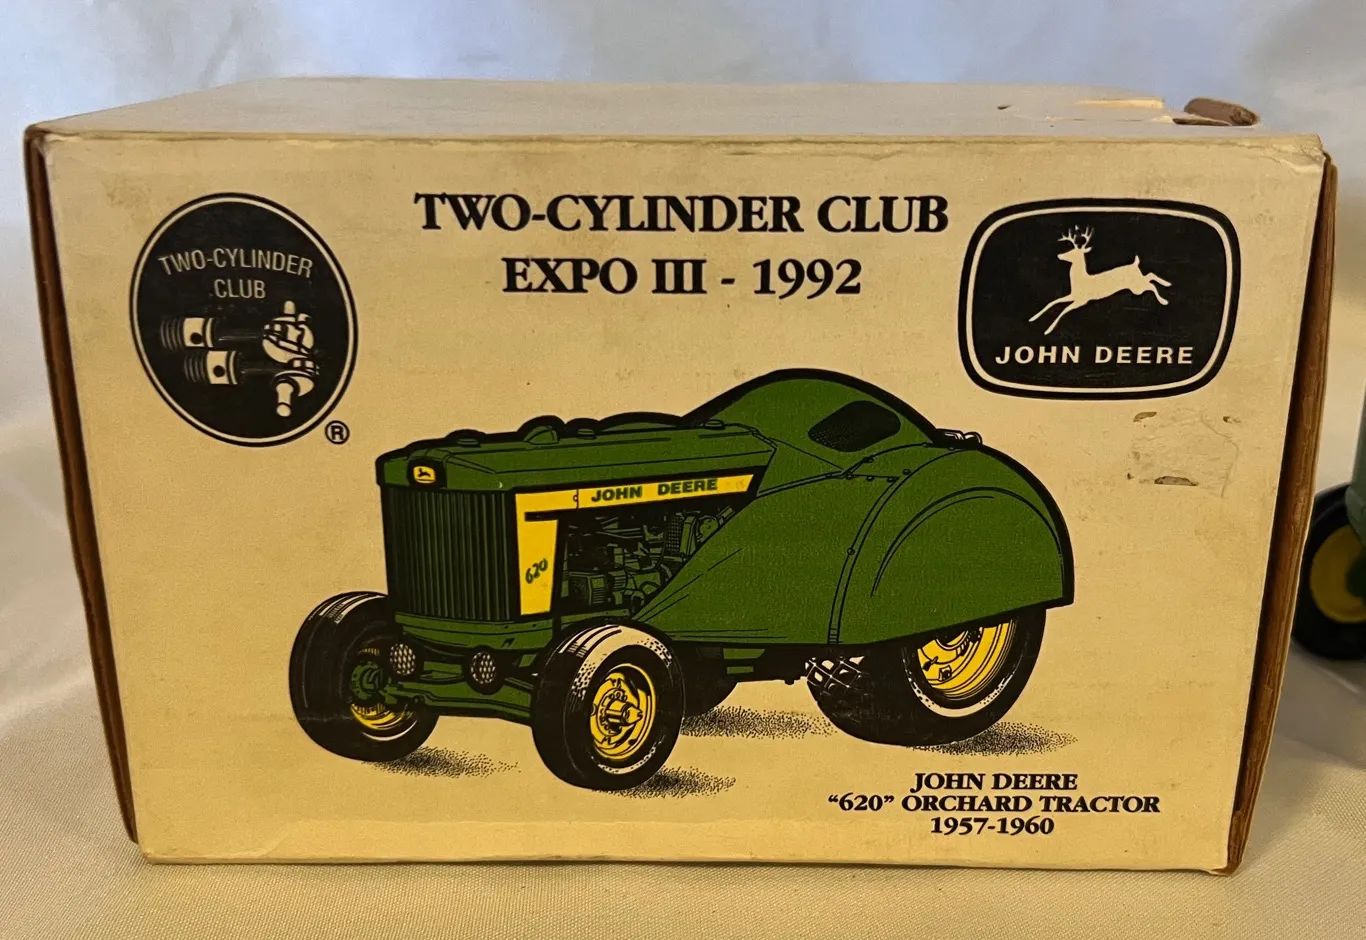 TWO-CYLINDER CLUB
EXPO III - 1992
TWO-CYLINDER
CLUB
®
JOHN DEERE
JOHN DEERE
620
JOHN DEERE
"620" ORCHARD TRACTOR
1957-1960